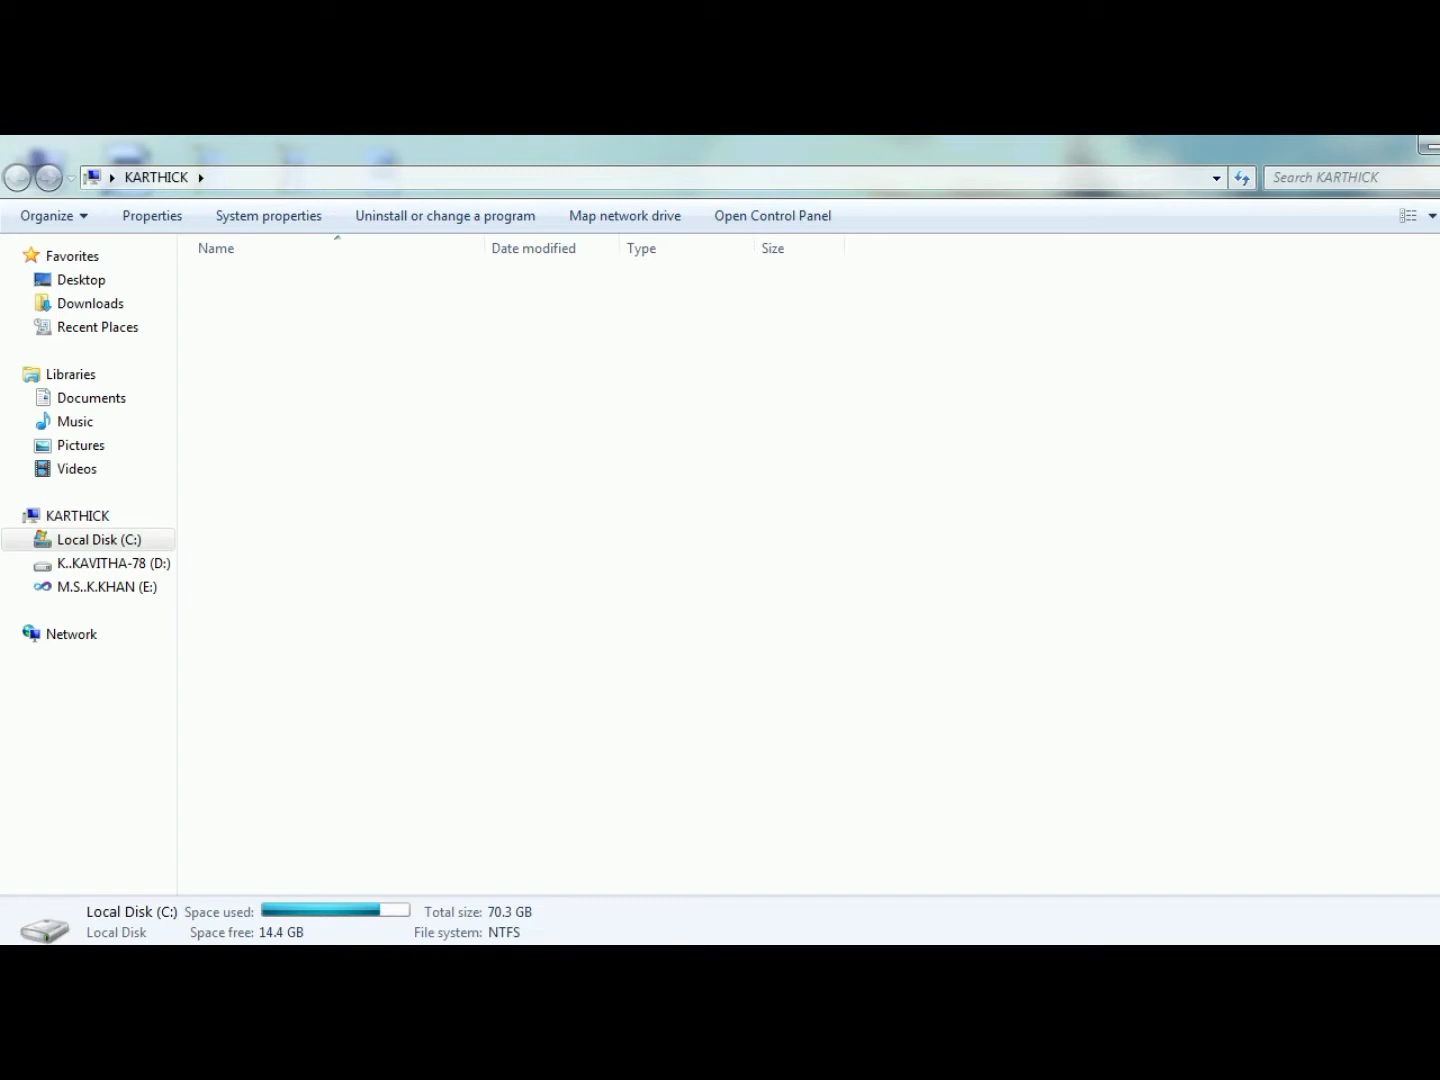 KARTHICK
Search KARTHICK
Organize Properties System properties Uninstall or change a program Map network drive Open Control Panel
Name Date modified Type Size
Favorites
Desktop
Downloads
Recent Places
Libraries
Documents
Music
Pictures
Videos
KARTHICK
Local Disk (C:)
K..KAVITHA-78 (D:)
M.S..K.KHAN (E:)
Network
Local Disk (C:) Space used: Total size: 70.3 GB
Local Disk Space free: 14.4 GB File system: NTFS